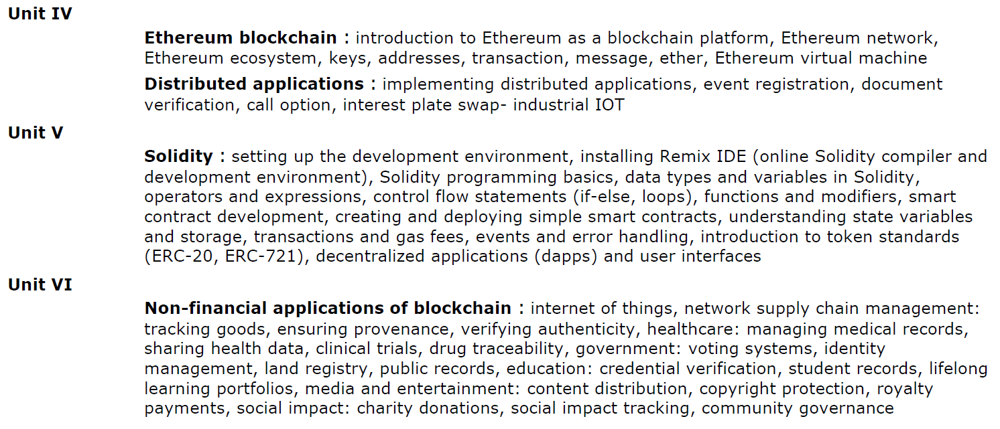 Unit IV
Ethereum blockchain : introduction to Ethereum as a blockchain platform, Ethereum network,
Ethereum ecosystem, keys, addresses, transaction, message, ether, Ethereum virtual machine
Distributed applications : implementing distributed applications, event registration, document
verification, call option, interest plate swap- industrial IOT
Unit V
Solidity : setting up the development environment, installing Remix IDE (online Solidity compiler and
development environment), Solidity programming basics, data types and variables in Solidity,
operators and expressions, control flow statements (if-else, loops), functions and modifiers, smart
contract development, creating and deploying simple smart contracts, understanding state variables
and storage, transactions and gas fees, events and error handling, introduction to token standards
(ERC-20, ERC-721), decentralized applications (dapps) and user interfaces
Unit VI
Non-financial applications of blockchain : internet of things, network supply chain management:
tracking goods, ensuring provenance, verifying authenticity, healthcare: managing medical records,
sharing health data, clinical trials, drug traceability, government: voting systems, identity
management, land registry, public records, education: credential verification, student records, lifelong
learning portfolios, media and entertainment: content distribution, copyright protection, royalty
payments, social impact: charity donations, social impact tracking, community governance